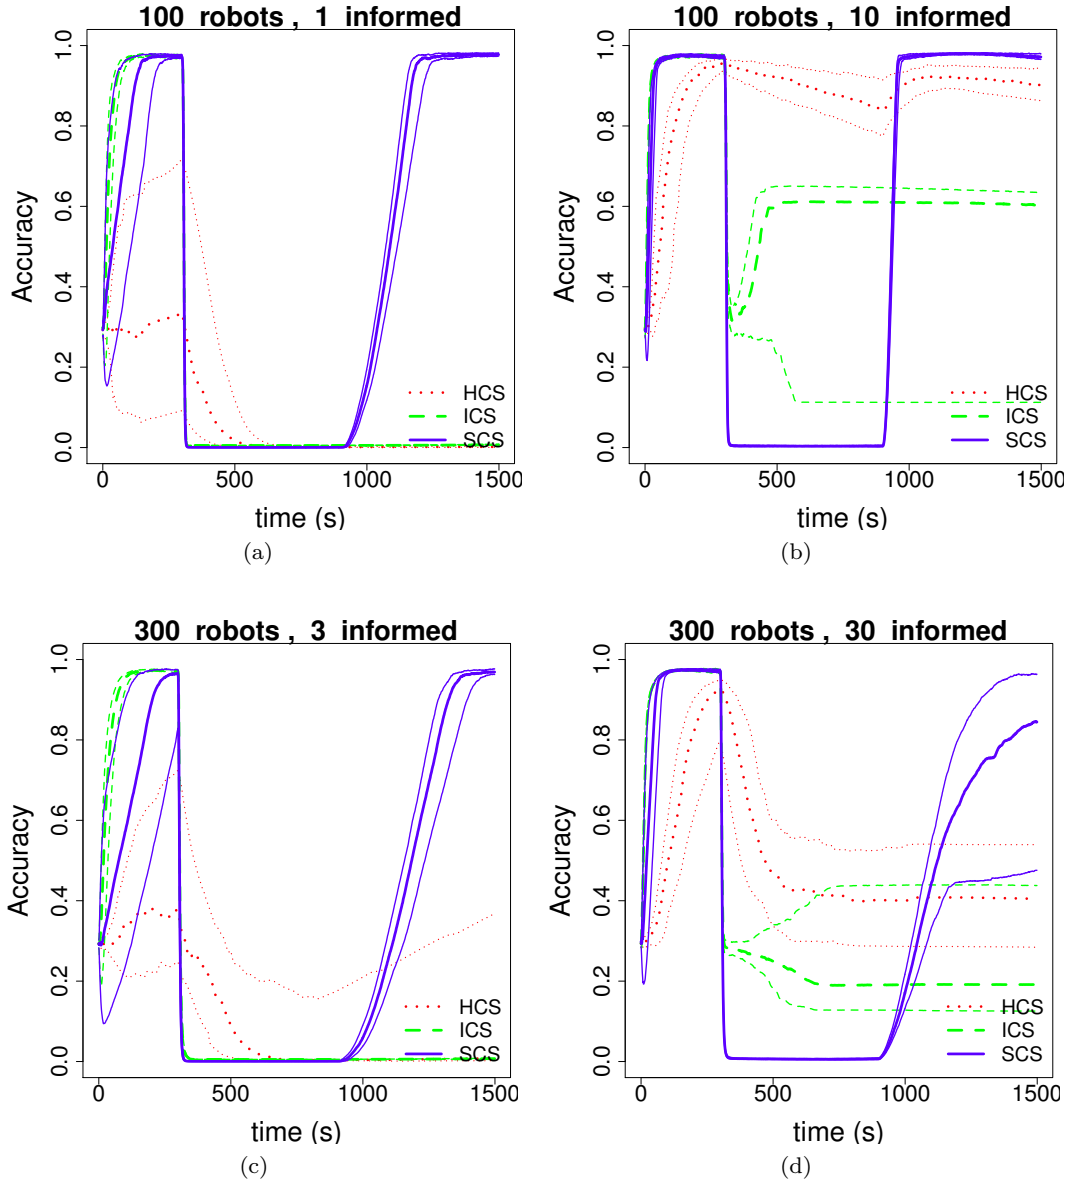 100 robots , 1 informed
Accuracy
0.0 0.2 0.4 0.6 0.8 1.0
HCS
ICS
SCS
0 500 1000 1500
time (s)
(a)
100 robots , 10 informed
Accuracy
0.0 0.2 0.4 0.6 0.8 1.0
HCS
ICS
SCS
0 500 1000 1500
time (s)
(b)
300 robots , 3 informed
Accuracy
0.0 0.2 0.4 0.6 0.8 1.0
HCS
ICS
SCS
0 500 1000 1500
time (s)
(c)
300 robots , 30 informed
Accuracy
0.0 0.2 0.4 0.6 0.8 1.0
HCS
ICS
SCS
0 500 1000 1500
time (s)
(d)